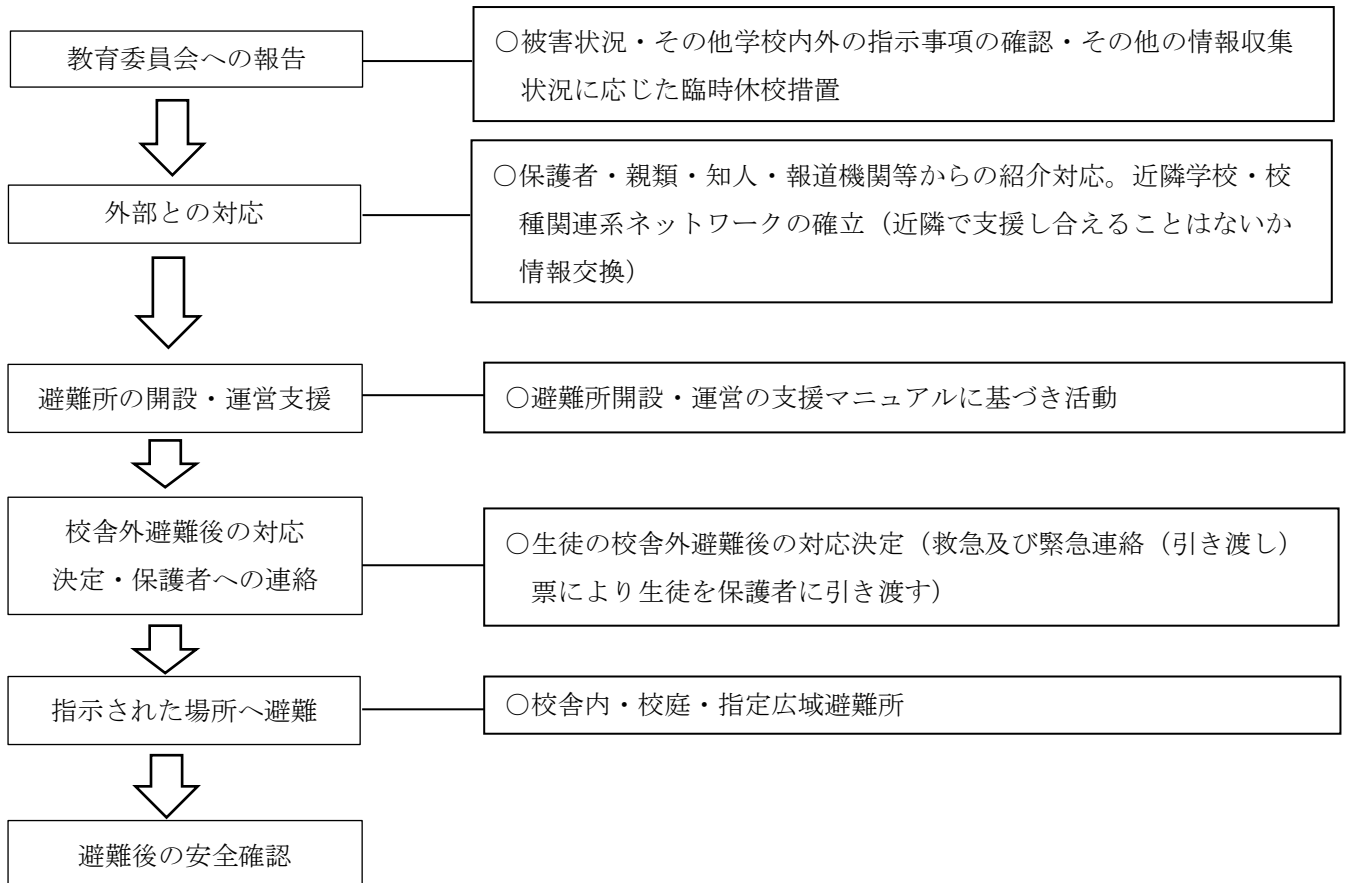 教育委員会への報告
○被害状況・その他学校内外の指示事項の確認・その他の情報収集
状況に応じた臨時休校措置
外部との対応
○保護者・親類・知人・報道機関等からの紹介対応。近隣学校・校
種関連系ネットワークの確立（近隣で支援し合えることはないか
情報交換）
避難所の開設・運営支援
○避難所開設・運営の支援マニュアルに基づき活動
校舎外避難後の対応
決定・保護者への連絡
○生徒の校舎外避難後の対応決定（救急及び緊急連絡（引き渡し）
票により生徒を保護者に引き渡す）
指示された場所へ避難
○校舎内・校庭・指定広域避難所
避難後の安全確認